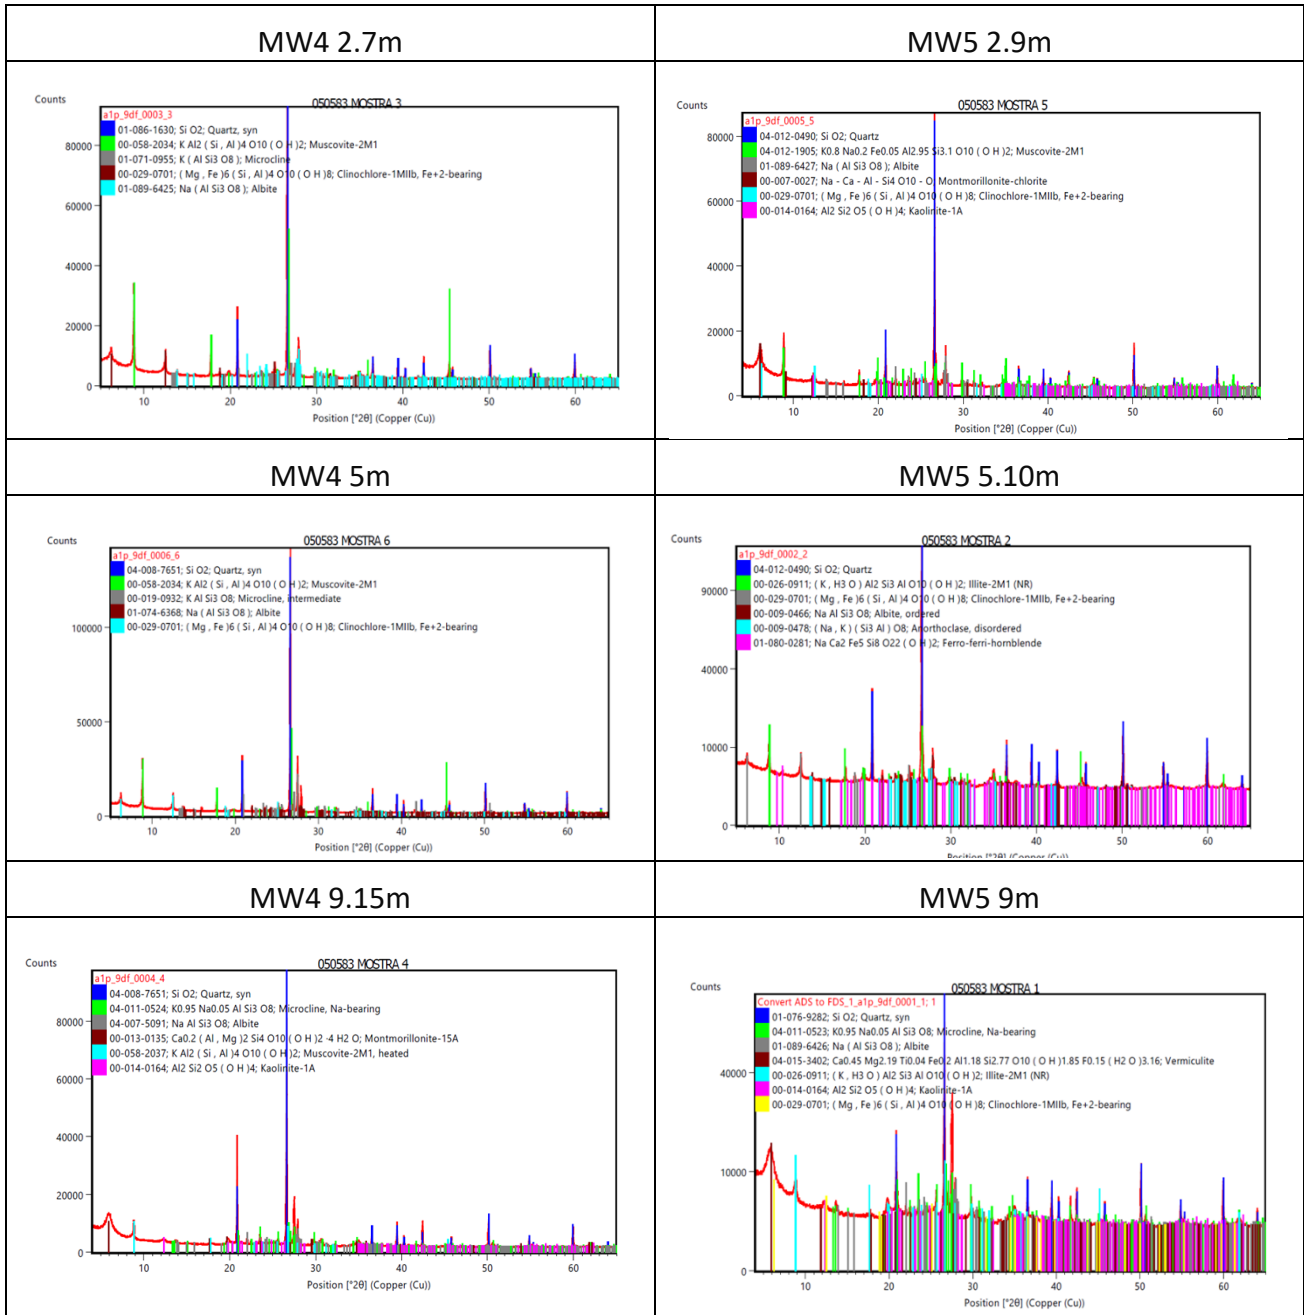 MW4 2.7m
MW5 2.9m
Counts
050583 MOSTRA 3
a1p_9df_0003_3
01-086-1630; Si O2; Quartz, syn
00-058-2034; K Al2 ( Si , Al )4 O10 ( O H )2; Muscovite-2M1
01-071-0955; K ( Al Si3 O8 ); Microcline
00-029-0701; ( Mg , Fe )6 ( Si , Al )4 O10 ( O H )8; Clinochlore-1MIIb, Fe+2-bearing
01-089-6425; Na ( Al Si3 O8 ); Albite
80000
60000
40000
20000
0
10 20 30 40 50 60
Position [°2θ] (Copper (Cu))
Counts
050583 MOSTRA 5
a1p_9df_0005_5
04-012-0490; Si O2; Quartz
04-012-1905; K0.8 Na0.2 Fe0.05 Al2.95 Si3.1 O10 ( O H )2; Muscovite-2M1
01-089-6427; Na ( Al Si3 O8 ); Albite
00-007-0027; Na - Ca - Al - Si4 O10 - O; Montmorillonite-chlorite
00-029-0701; ( Mg , Fe )6 ( Si , Al )4 O10 ( O H )8; Clinochlore-1MIIb, Fe+2-bearing
00-014-0164; Al2 Si2 O5 ( O H )4; Kaolinite-1A
80000
60000
40000
20000
0
10 20 30 40 50 60
Position [°2θ] (Copper (Cu))
MW4 5m
MW5 5.10m
Counts
050583 MOSTRA 6
a1p_9df_0006_6
04-008-7651; Si O2; Quartz, syn
00-058-2034; K Al2 ( Si , Al )4 O10 ( O H )2; Muscovite-2M1
00-019-0932; K Al Si3 O8; Microcline, intermediate
01-074-6368; Na ( Al Si3 O8 ); Albite
00-029-0701; ( Mg , Fe )6 ( Si , Al )4 O10 ( O H )8; Clinochlore-1MIIb, Fe+2-bearing
100000
50000
0
10 20 30 40 50 60
Position [°2θ] (Copper (Cu))
Counts
050583 MOSTRA 2
a1p_9df_0002_2
04-012-0490; Si O2; Quartz
00-026-0911; ( K , H3 O ) Al2 Si3 Al O10 ( O H )2; Illite-2M1 (NR)
00-029-0701; ( Mg , Fe )6 ( Si , Al )4 O10 ( O H )8; Clinochlore-1MIIb, Fe+2-bearing
00-009-0466; Na Al Si3 O8; Albite, ordered
00-009-0478; ( Na , K ) ( Si3 Al ) O8; Anorthoclase, disordered
01-080-0281; Na Ca2 Fe5 Si8 O22 ( O H )2; Ferro-ferri-hornblende
90000
40000
10000
0
10 20 30 40 50 60
Position [°2θ] (Copper (Cu))
MW4 9.15m
MW5 9m
Counts
050583 MOSTRA 4
a1p_9df_0004_4
04-008-7651; Si O2; Quartz, syn
04-011-0524; K0.95 Na0.05 Al Si3 O8; Microcline, Na-bearing
04-007-5091; Na Al Si3 O8; Albite
00-013-0135; Ca0.2 ( Al , Mg )2 Si4 O10 ( O H )2 ·4 H2 O; Montmorillonite-15A
00-058-2037; K Al2 ( Si , Al )4 O10 ( O H )2; Muscovite-2M1, heated
00-014-0164; Al2 Si2 O5 ( O H )4; Kaolinite-1A
80000
60000
40000
20000
0
10 20 30 40 50 60
Position [°2θ] (Copper (Cu))
Counts
050583 MOSTRA 1
Convert ADS to FDS_1_a1p_9df_0001_1; 1
01-076-9282; Si O2; Quartz, syn
04-011-0523; K0.95 Na0.05 Al Si3 O8; Microcline, Na-bearing
01-089-6426; Na ( Al Si3 O8 ); Albite
04-015-3402; Ca0.45 Mg2.19 Ti0.04 Fe0.2 Al1.18 Si2.77 O10 ( O H )1.85 F0.15 ( H2 O )3.16; Vermiculite
00-026-0911; ( K , H3 O ) Al2 Si3 Al O10 ( O H )2; Illite-2M1 (NR)
00-014-0164; Al2 Si2 O5 ( O H )4; Kaolinite-1A
00-029-0701; ( Mg , Fe )6 ( Si , Al )4 O10 ( O H )8; Clinochlore-1MIIb, Fe+2-bearing
40000
10000
0
10 20 30 40 50 60
Position [°2θ] (Copper (Cu))